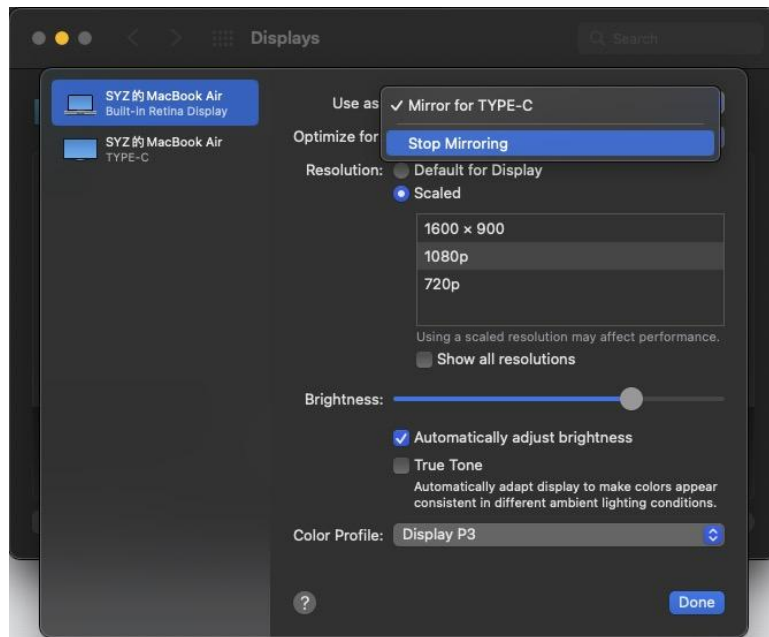 Displays
Search
SYZ的MacBook Air
Built-in Retina Display
SYZ的MacBook Air
TYPE-C
Use as
✓ Mirror for TYPE-C
Stop Mirroring
Optimize for
Resolution:
Default for Display
Scaled
1600 × 900
1080p
720p
Using a scaled resolution may affect performance.
Show all resolutions
Brightness:
Automatically adjust brightness
True Tone
Automatically adapt display to make colors appear
consistent in different ambient lighting conditions.
Color Profile: Display P3
?
Done